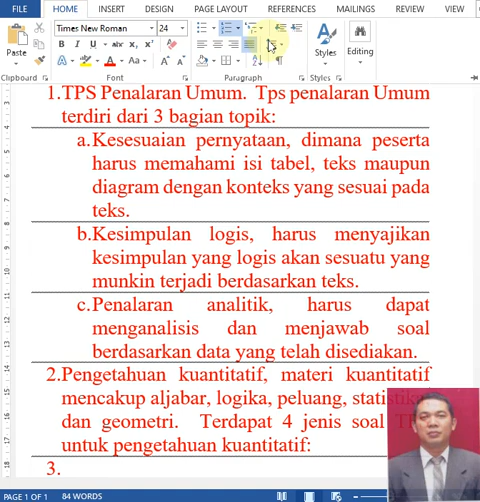 FILE HOME INSERT DESIGN PAGE LAYOUT REFERENCES MAILINGS REVIEW
Times New Roman 24
Paste
Styles
Editing
Clipboard Font Paragraph Styles
1.TPS Penalaran Umum. Tps penalaran Umum
terdiri dari 3 bagian topik:
a.Kesesuaian pernyataan, dimana peserta
harus memahami isi tabel, teks maupun
diagram dengan konteks yang sesuai pada
teks.
b.Kesimpulan logis, harus menyajikan
kesimpulan yang logis akan sesuatu yang
munkin terjadi berdasarkan teks.
c.Penalaran analitik, harus dapat
menganalisis dan menjawab soal
berdasarkan data yang telah disediakan.
2.Pengetahuan kuantitatif, materi kuantitatif
mencakup aljabar, logika, peluang,
dan geometri. Terdapat 4 jenis soal
untuk pengetahuan kuantitatif:
3.
PAGE 1 OF 1 84 WORDS